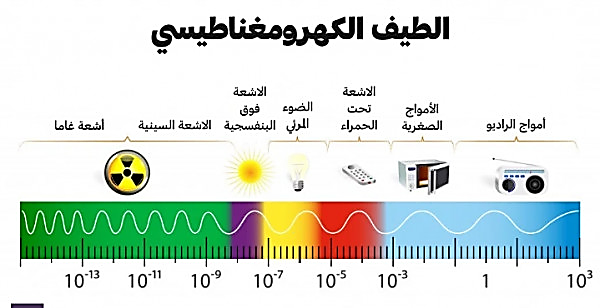 الطيف الكهرومغناطيسي
أشعة غاما
الاشعة السينية
الاشعة
فوق
البنفسجية
الضوء
المرئي
الاشعة
تحت
الحمراء
الأمواج
الصغرية
أمواج الراديو
10⁻¹³ 10⁻¹¹ 10⁻⁹ 10⁻⁷ 10⁻⁵ 10⁻³ 1 10³